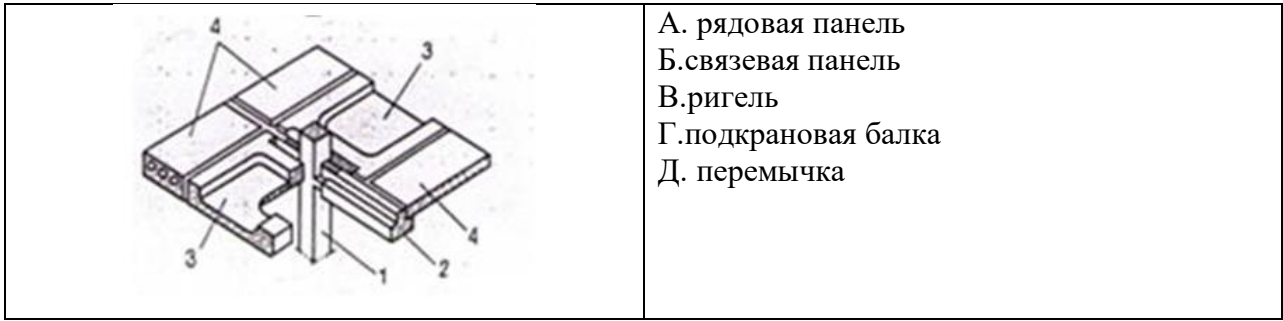 4
3
3
4
1
2
А. рядовая панель
Б.связевая панель
В.ригель
Г.подкрановая балка
Д. перемычка